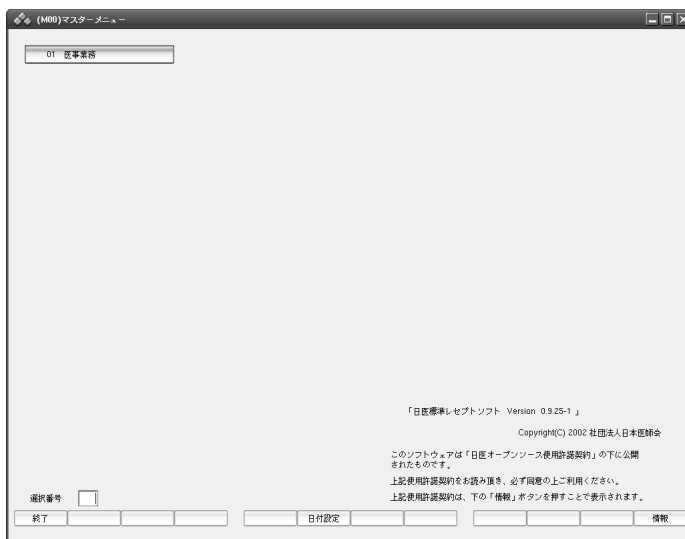 (M00)マスターメニュー
01 医事業務
「日医標準レセプトソフト Version 0.9.25-1 」
Copyright(C) 2002 社団法人日本医師会
このソフトウェアは「日医オープンソース使用許諾契約」の下に公開
されたものです。
上記使用許諾契約をお読み頂き、必ず同意の上ご利用ください。
上記使用許諾契約は、下の「情報」ボタンを押すことで表示されます。
選択番号
終了 日付設定 情報